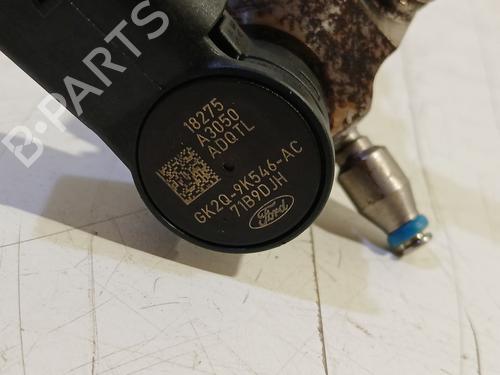 18275
A3050
ADQTL
GK2Q-9K546-AC
71B9DJH
Ford
B-PARTS